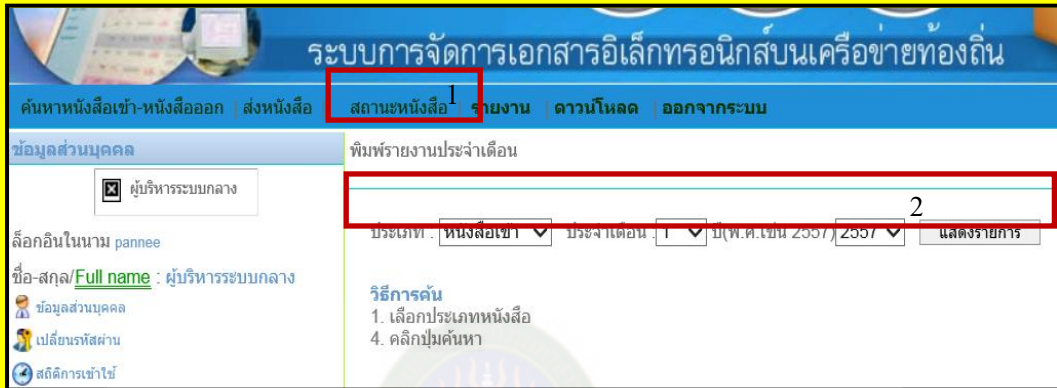 ระบบการจัดการเอกสารอิเล็กทรอนิกส์บนเครือข่ายท้องถิ่น
ค้นหาหนังสือเข้า-หนังสือออก | ส่งหนังสือ | สถานะหนังสือ 1 | รายงาน | ดาวน์โหลด | ออกจากระบบ
ข้อมูลส่วนบุคคล
ผู้บริหารระบบกลาง
ล็อกอินในนาม pannee
ชื่อ-สกุล/Full name : ผู้บริหารระบบกลาง
ข้อมูลส่วนบุคคล
เปลี่ยนรหัสผ่าน
สถิติการเข้าใช้
พิมพ์รายงานประจำเดือน
2
ประเภท : หนังสือเข้า ประจำเดือน : 1 ปี(พ.ศ.เช่น 2557) 2557 แสดงรายการ
วิธีการค้น
1. เลือกประเภทหนังสือ
4. คลิกปุ่มค้นหา